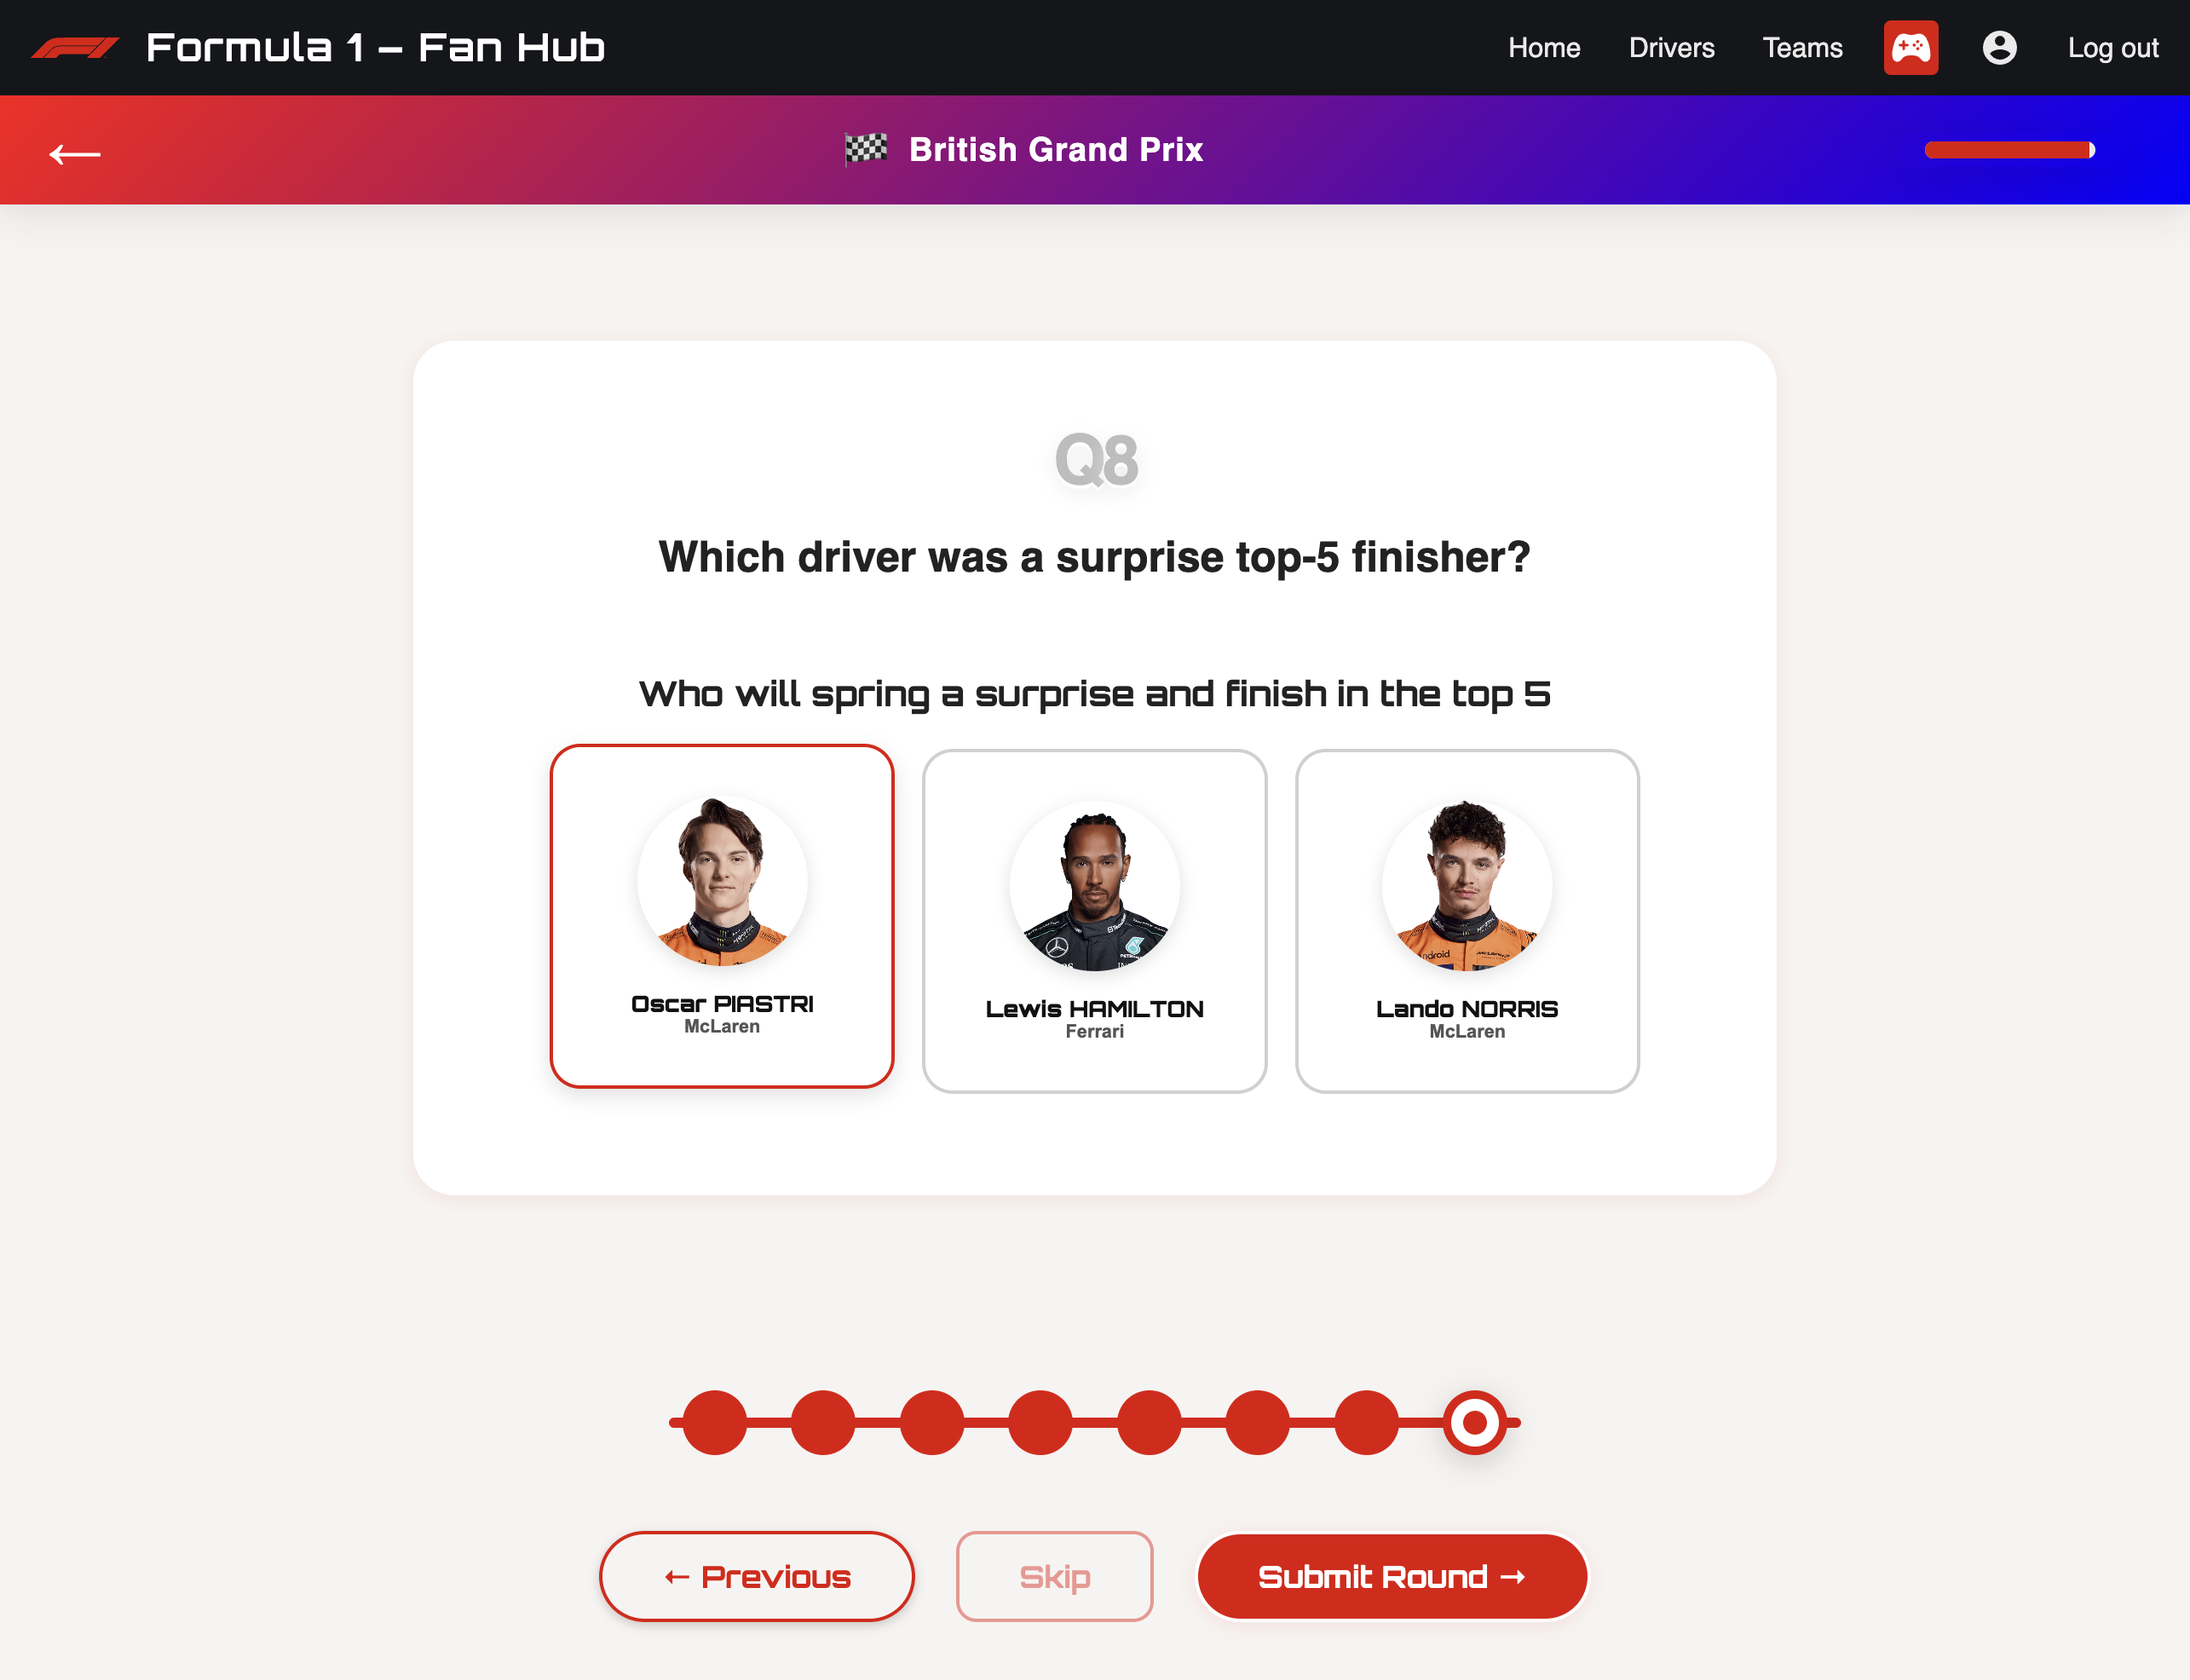 Formula 1 – Fan Hub
Home
Drivers
Teams
Log out
←
🏁 British Grand Prix
Q8
Which driver was a surprise top-5 finisher?
Who will spring a surprise and finish in the top 5
Oscar PIASTRI
McLaren
Lewis HAMILTON
Ferrari
Lando NORRIS
McLaren
← Previous
Skip
Submit Round →